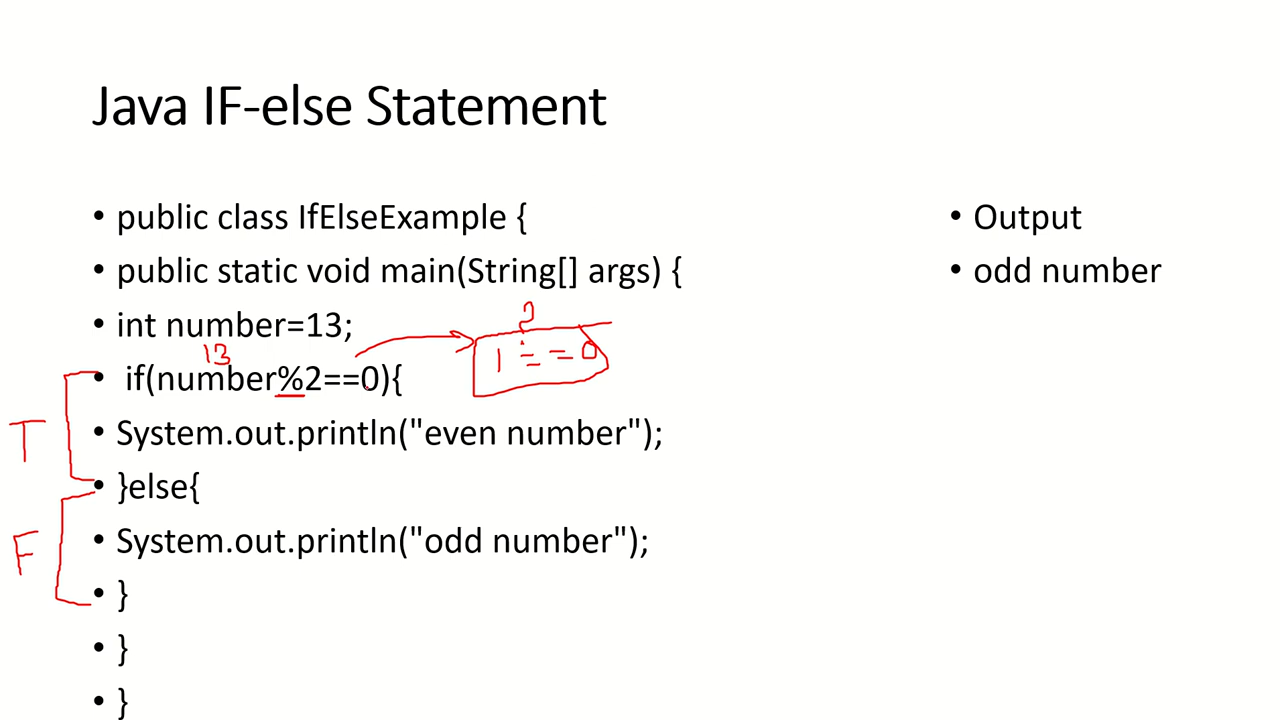 Java IF-else Statement
• public class IfElseExample {
• public static void main(String[] args) {
• int number=13;
13
• if(number%2==0){
• System.out.println("even number");
• }else{
• System.out.println("odd number");
• }
• }
• }
T
F
?
1 == 0
• Output
• odd number